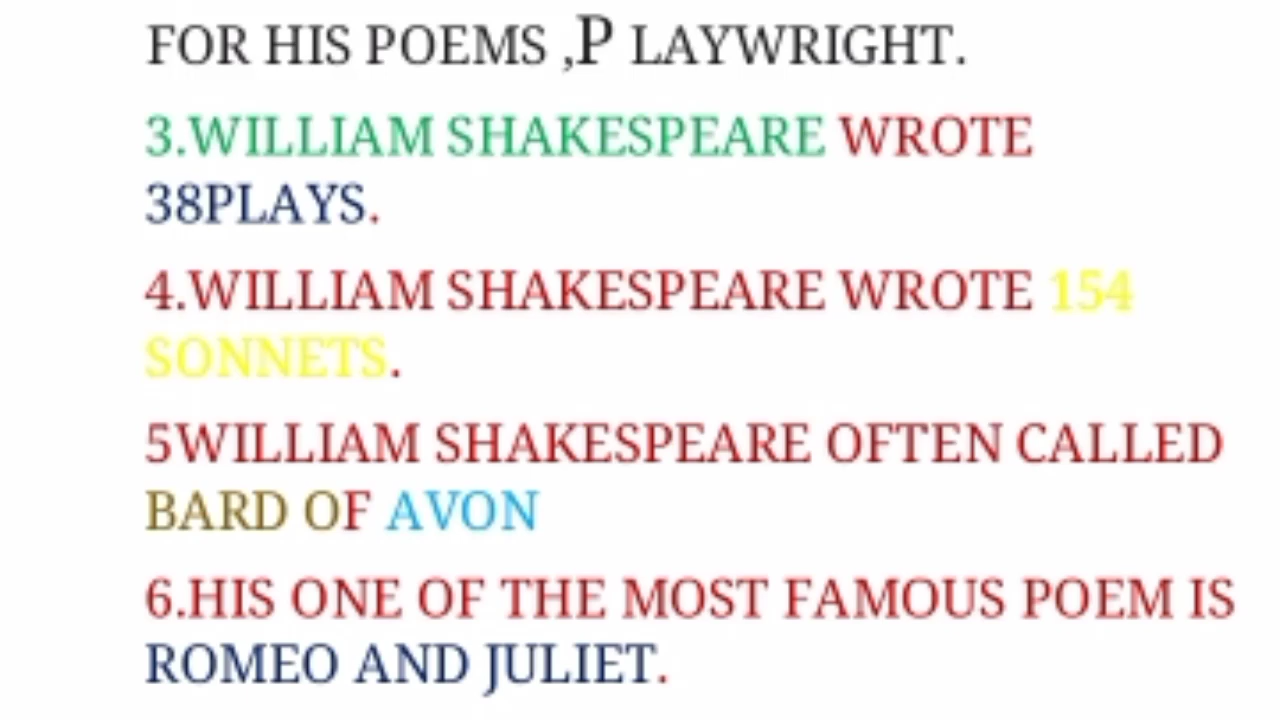 FOR HIS POEMS ,P LAYWRIGHT.
3.WILLIAM SHAKESPEARE WROTE
38PLAYS.
4.WILLIAM SHAKESPEARE WROTE 154
SONNETS.
5WILLIAM SHAKESPEARE OFTEN CALLED
BARD OF AVON
6.HIS ONE OF THE MOST FAMOUS POEM IS
ROMEO AND JULIET.